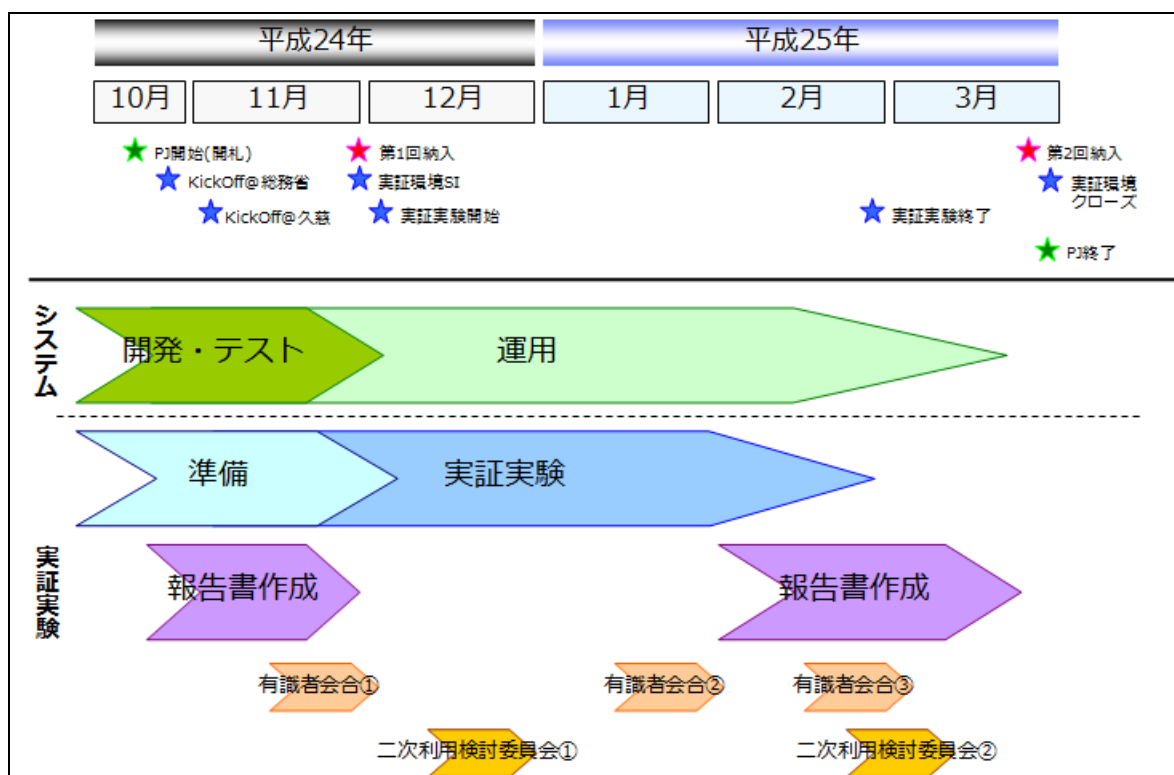 平成24年
平成25年
10月
11月
12月
1月
2月
3月
PJ開始(開札)
第1回納入
第2回納入
KickOff@総務省
実証環境SI
実証環境
クローズ
KickOff@久慈
実証実験開始
実証実験終了
PJ終了
システム
開発・テスト
運用
実証実験
準備
実証実験
報告書作成
報告書作成
有識者会合①
有識者会合②
有識者会合③
二次利用検討委員会①
二次利用検討委員会②